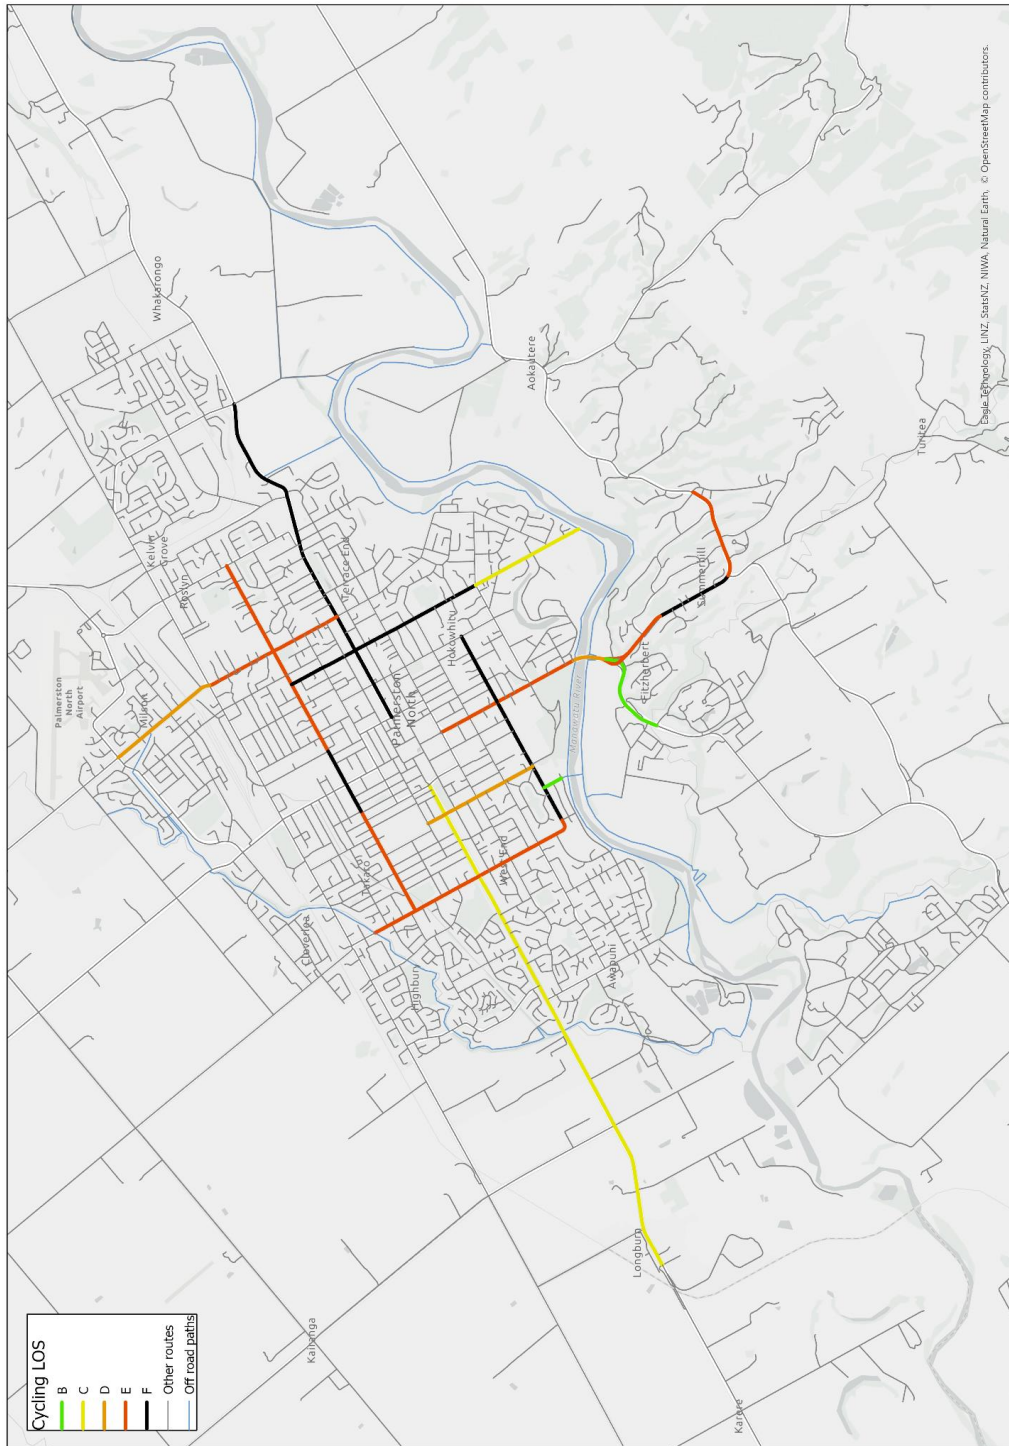 Cycling LOS
B
C
D
E
F
Other routes
Off road paths
Whakarongo
Kelvin
Grove
Roslyn
Palmerston
North
Airport
Milson
Terrace End
Aokautere
Turitea
Hokowhitu
Summerhill
Fitzherbert
Manawatu River
Palmerston
North
Takaro
West End
Cloverlea
Highbury
Awapuni
Longburn
Kairanga
Karere
Eagle Technology, LINZ, StatsNZ, NIWA, Natural Earth, © OpenStreetMap contributors.